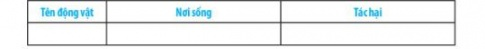 Tên động vật Nơi sống Tác hại